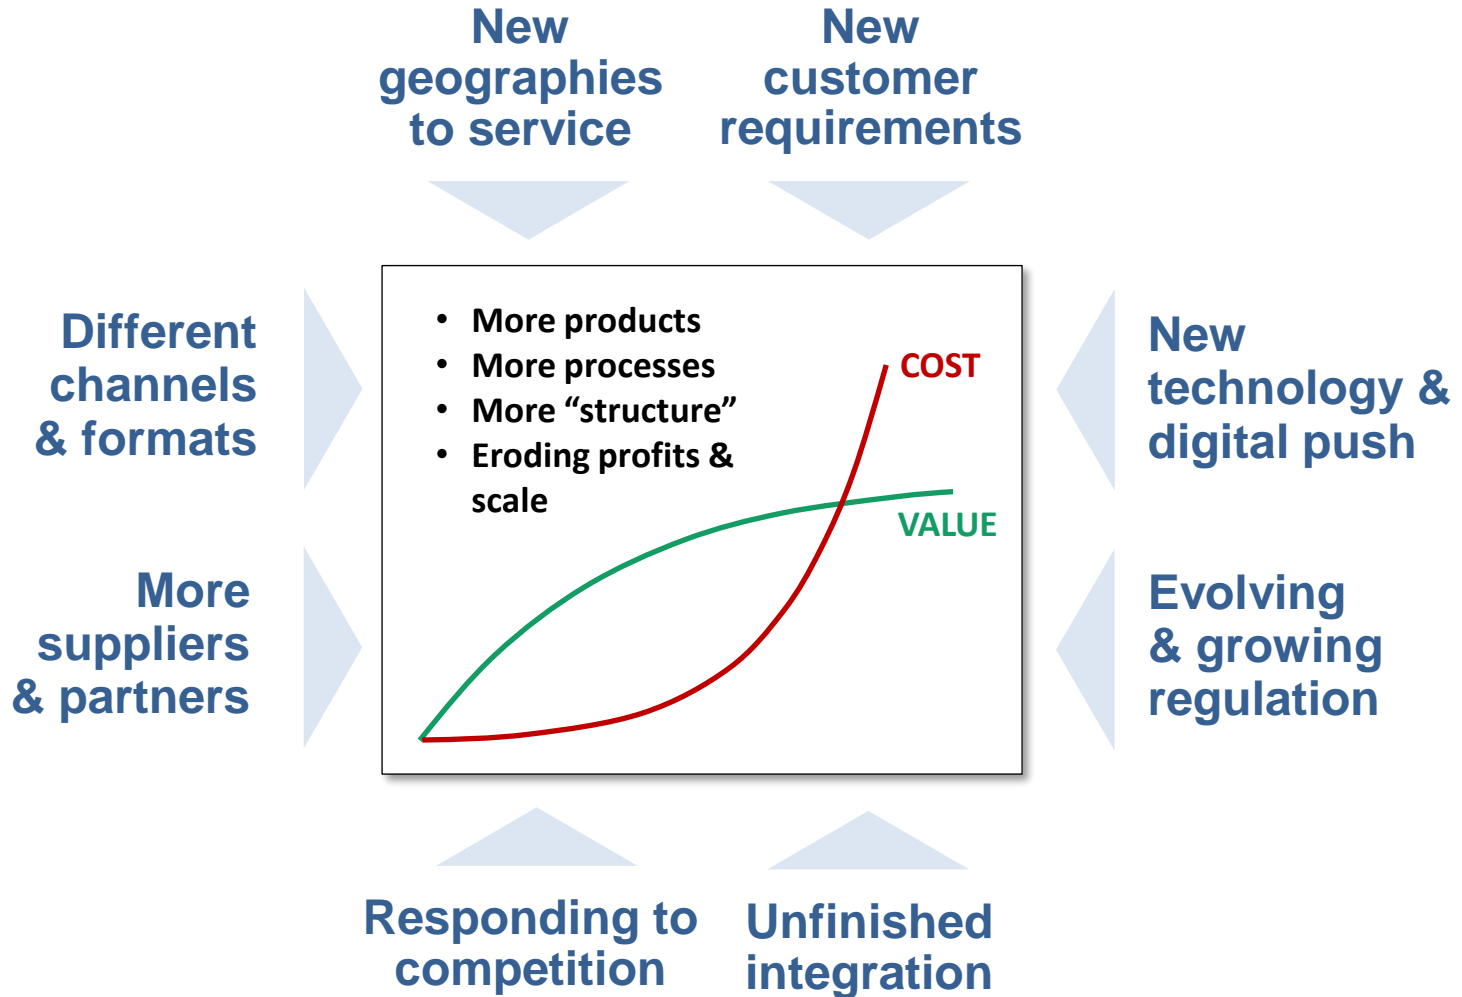 New
geographies
to service
New
customer
requirements
Different
channels
& formats
• More products
• More processes
• More “structure”
• Eroding profits &
scale
COST
VALUE
New
technology &
digital push
More
suppliers
& partners
Evolving
& growing
regulation
Responding to
competition
Unfinished
integration